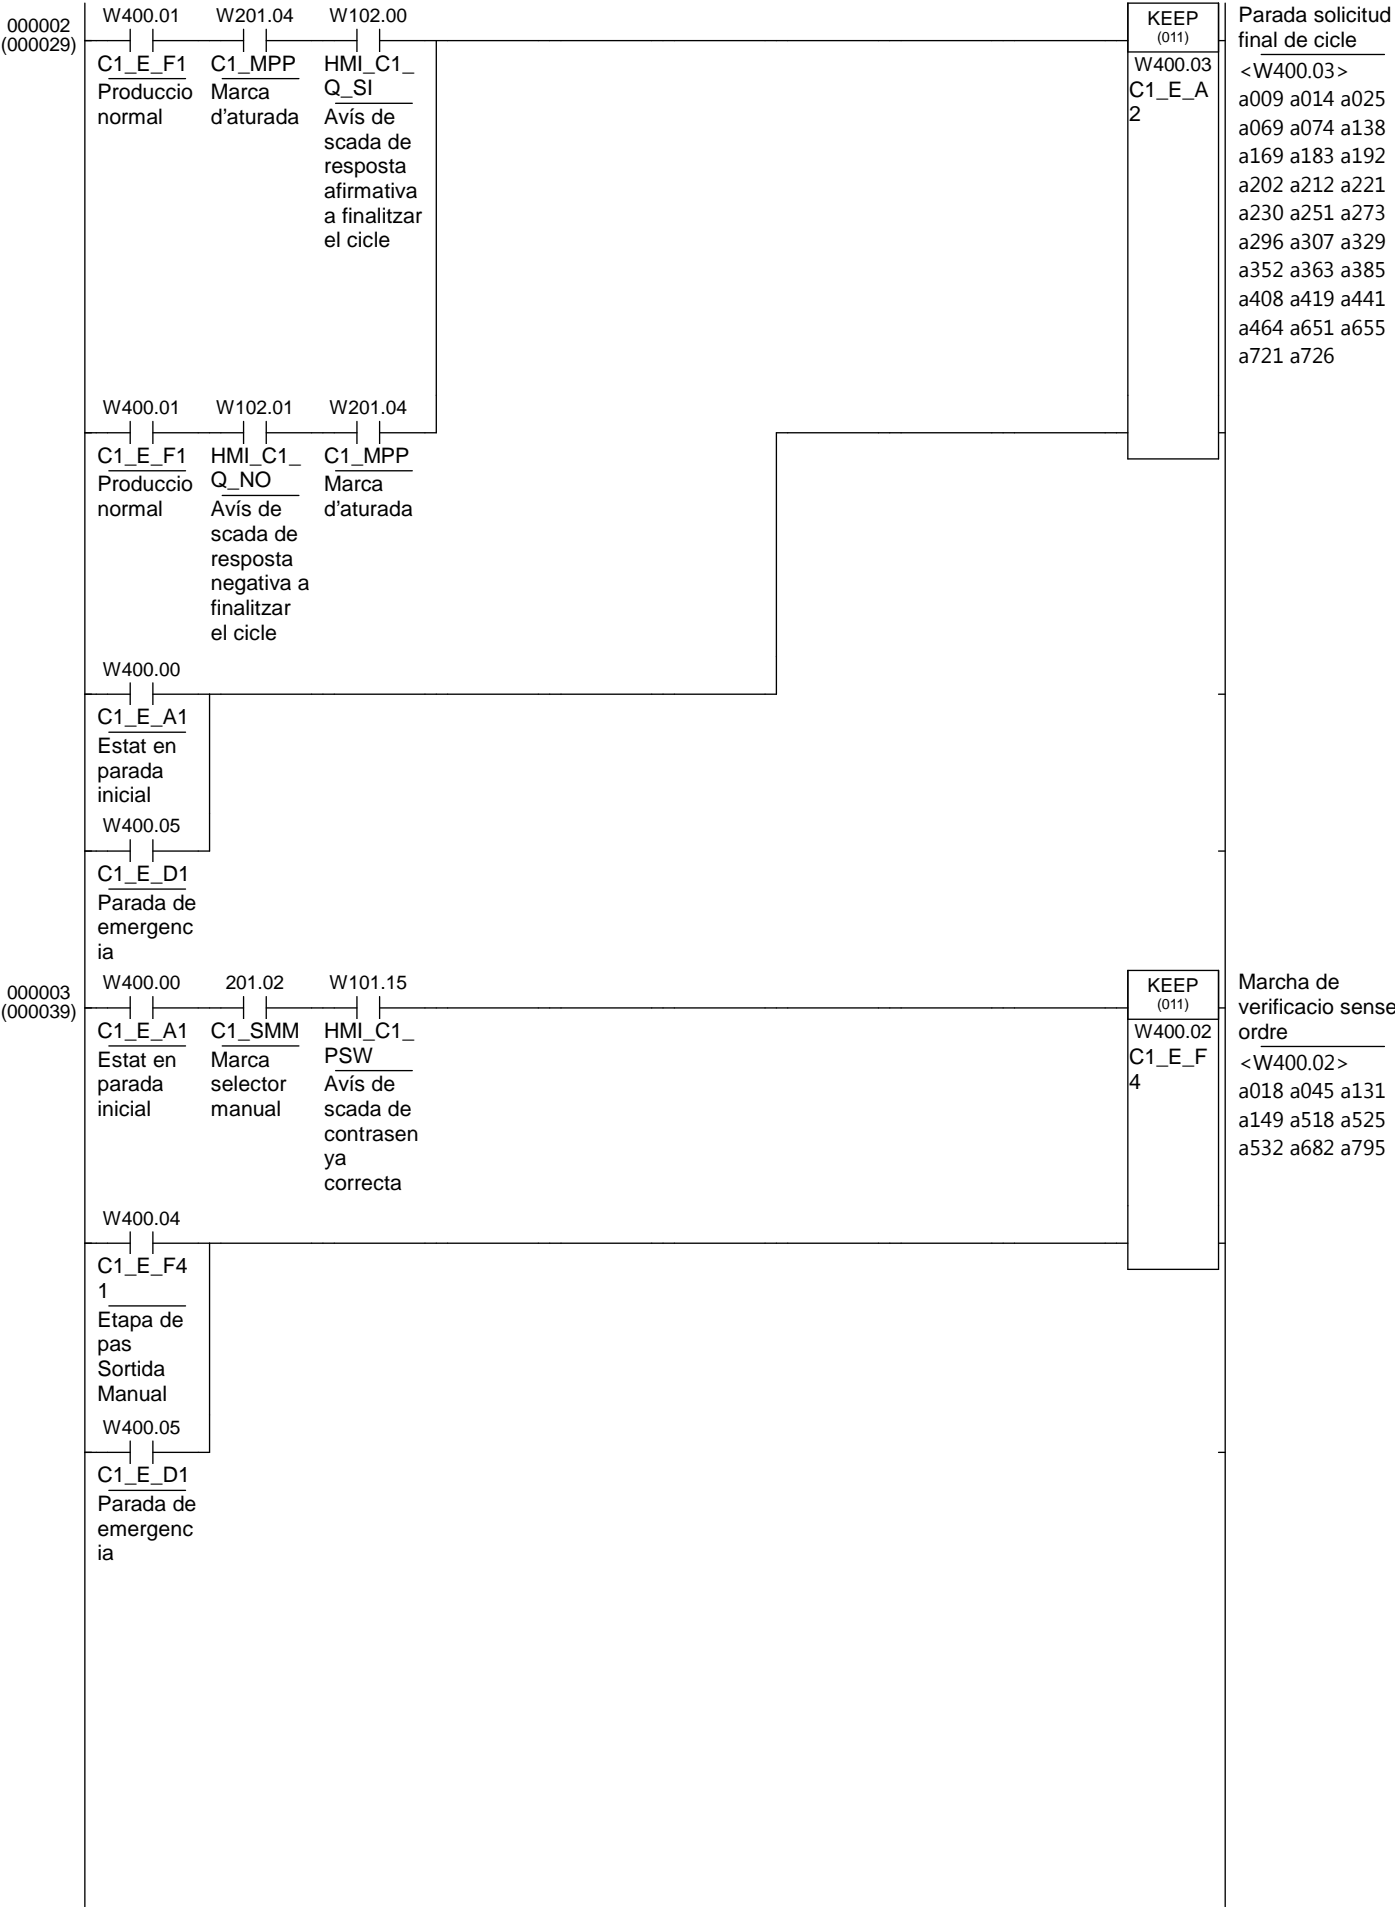 000002
(000029)
W400.01
C1_E_F1
Produccio
normal
W201.04
C1_MPP
Marca
d'aturada
W102.00
HMI_C1_
Q_SI
Avís de
scada de
resposta
afirmativa
a finalitzar
el cicle
KEEP
(011)
W400.03
C1_E_A
2
Parada solicitud
final de cicle
<W400.03>
a009 a014 a025
a069 a074 a138
a169 a183 a192
a202 a212 a221
a230 a251 a273
a296 a307 a329
a352 a363 a385
a408 a419 a441
a464 a651 a655
a721 a726
W400.01
C1_E_F1
Produccio
normal
W102.01
HMI_C1_
Q_NO
Avís de
scada de
resposta
negativa a
finalitzar
el cicle
W201.04
C1_MPP
Marca
d'aturada
W400.00
C1_E_A1
Estat en
parada
inicial
W400.05
C1_E_D1
Parada de
emergenc
ia
000003
(000039)
W400.00
C1_E_A1
Estat en
parada
inicial
201.02
C1_SMM
Marca
selector
manual
W101.15
HMI_C1_
PSW
Avís de
scada de
contrasen
ya
correcta
KEEP
(011)
W400.02
C1_E_F
4
Marcha de
verificacio sense
ordre
<W400.02>
a018 a045 a131
a149 a518 a525
a532 a682 a795
W400.04
C1_E_F4
1
Etapa de
pas
Sortida
Manual
W400.05
C1_E_D1
Parada de
emergenc
ia